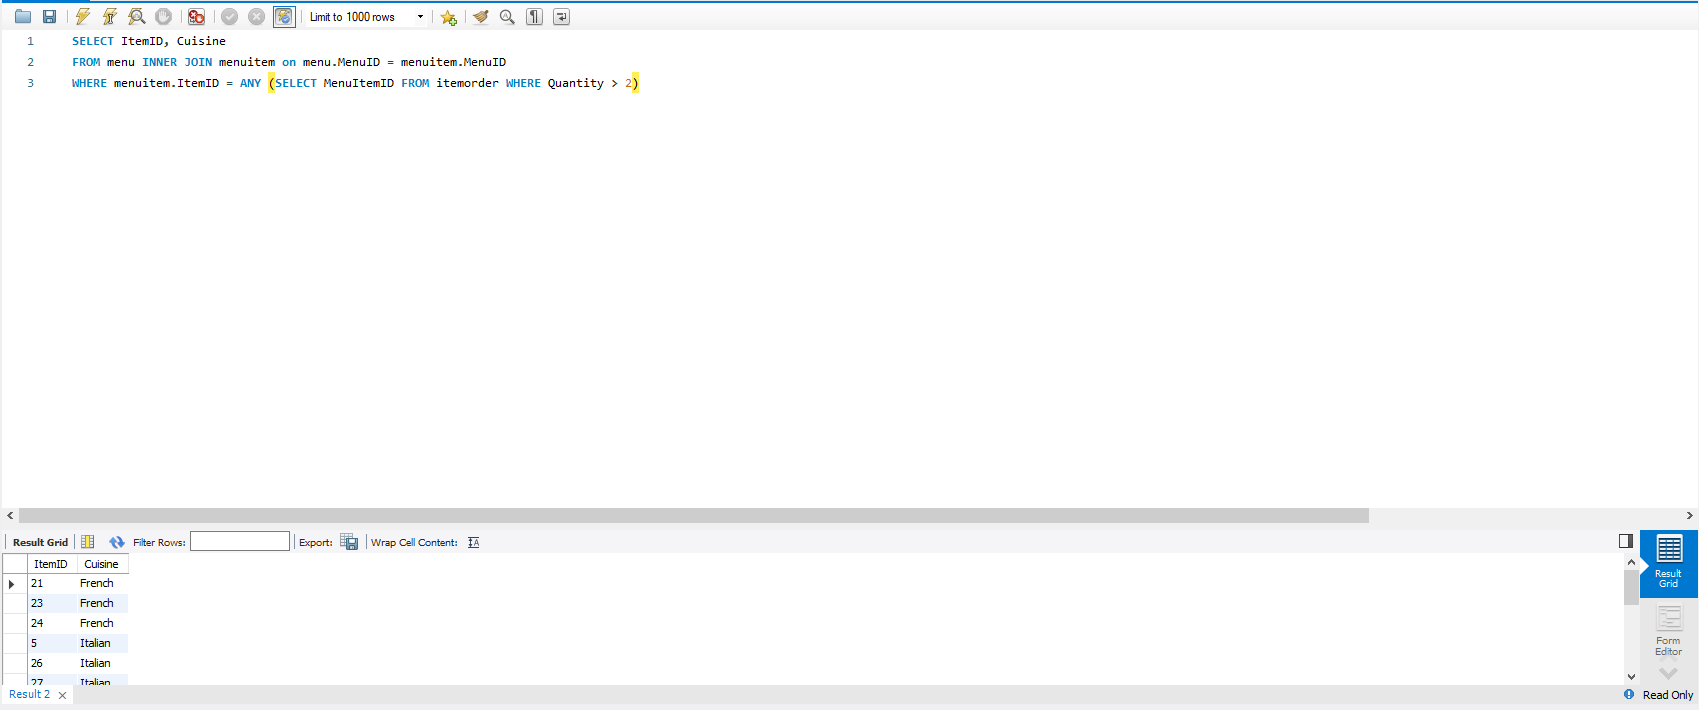 Limit to 1000 rows
1 SELECT ItemID, Cuisine
2 FROM menu INNER JOIN menuitem on menu.MenuID = menuitem.MenuID
3 WHERE menuitem.ItemID = ANY (SELECT MenuItemID FROM itemorder WHERE Quantity > 2)
Result Grid Filter Rows: Export: Wrap Cell Content: IA
ItemID Cuisine
21 French
23 French
24 French
5 Italian
26 Italian
27 Italian
Result
Grid
Form
Editor
Result 2 Read Only